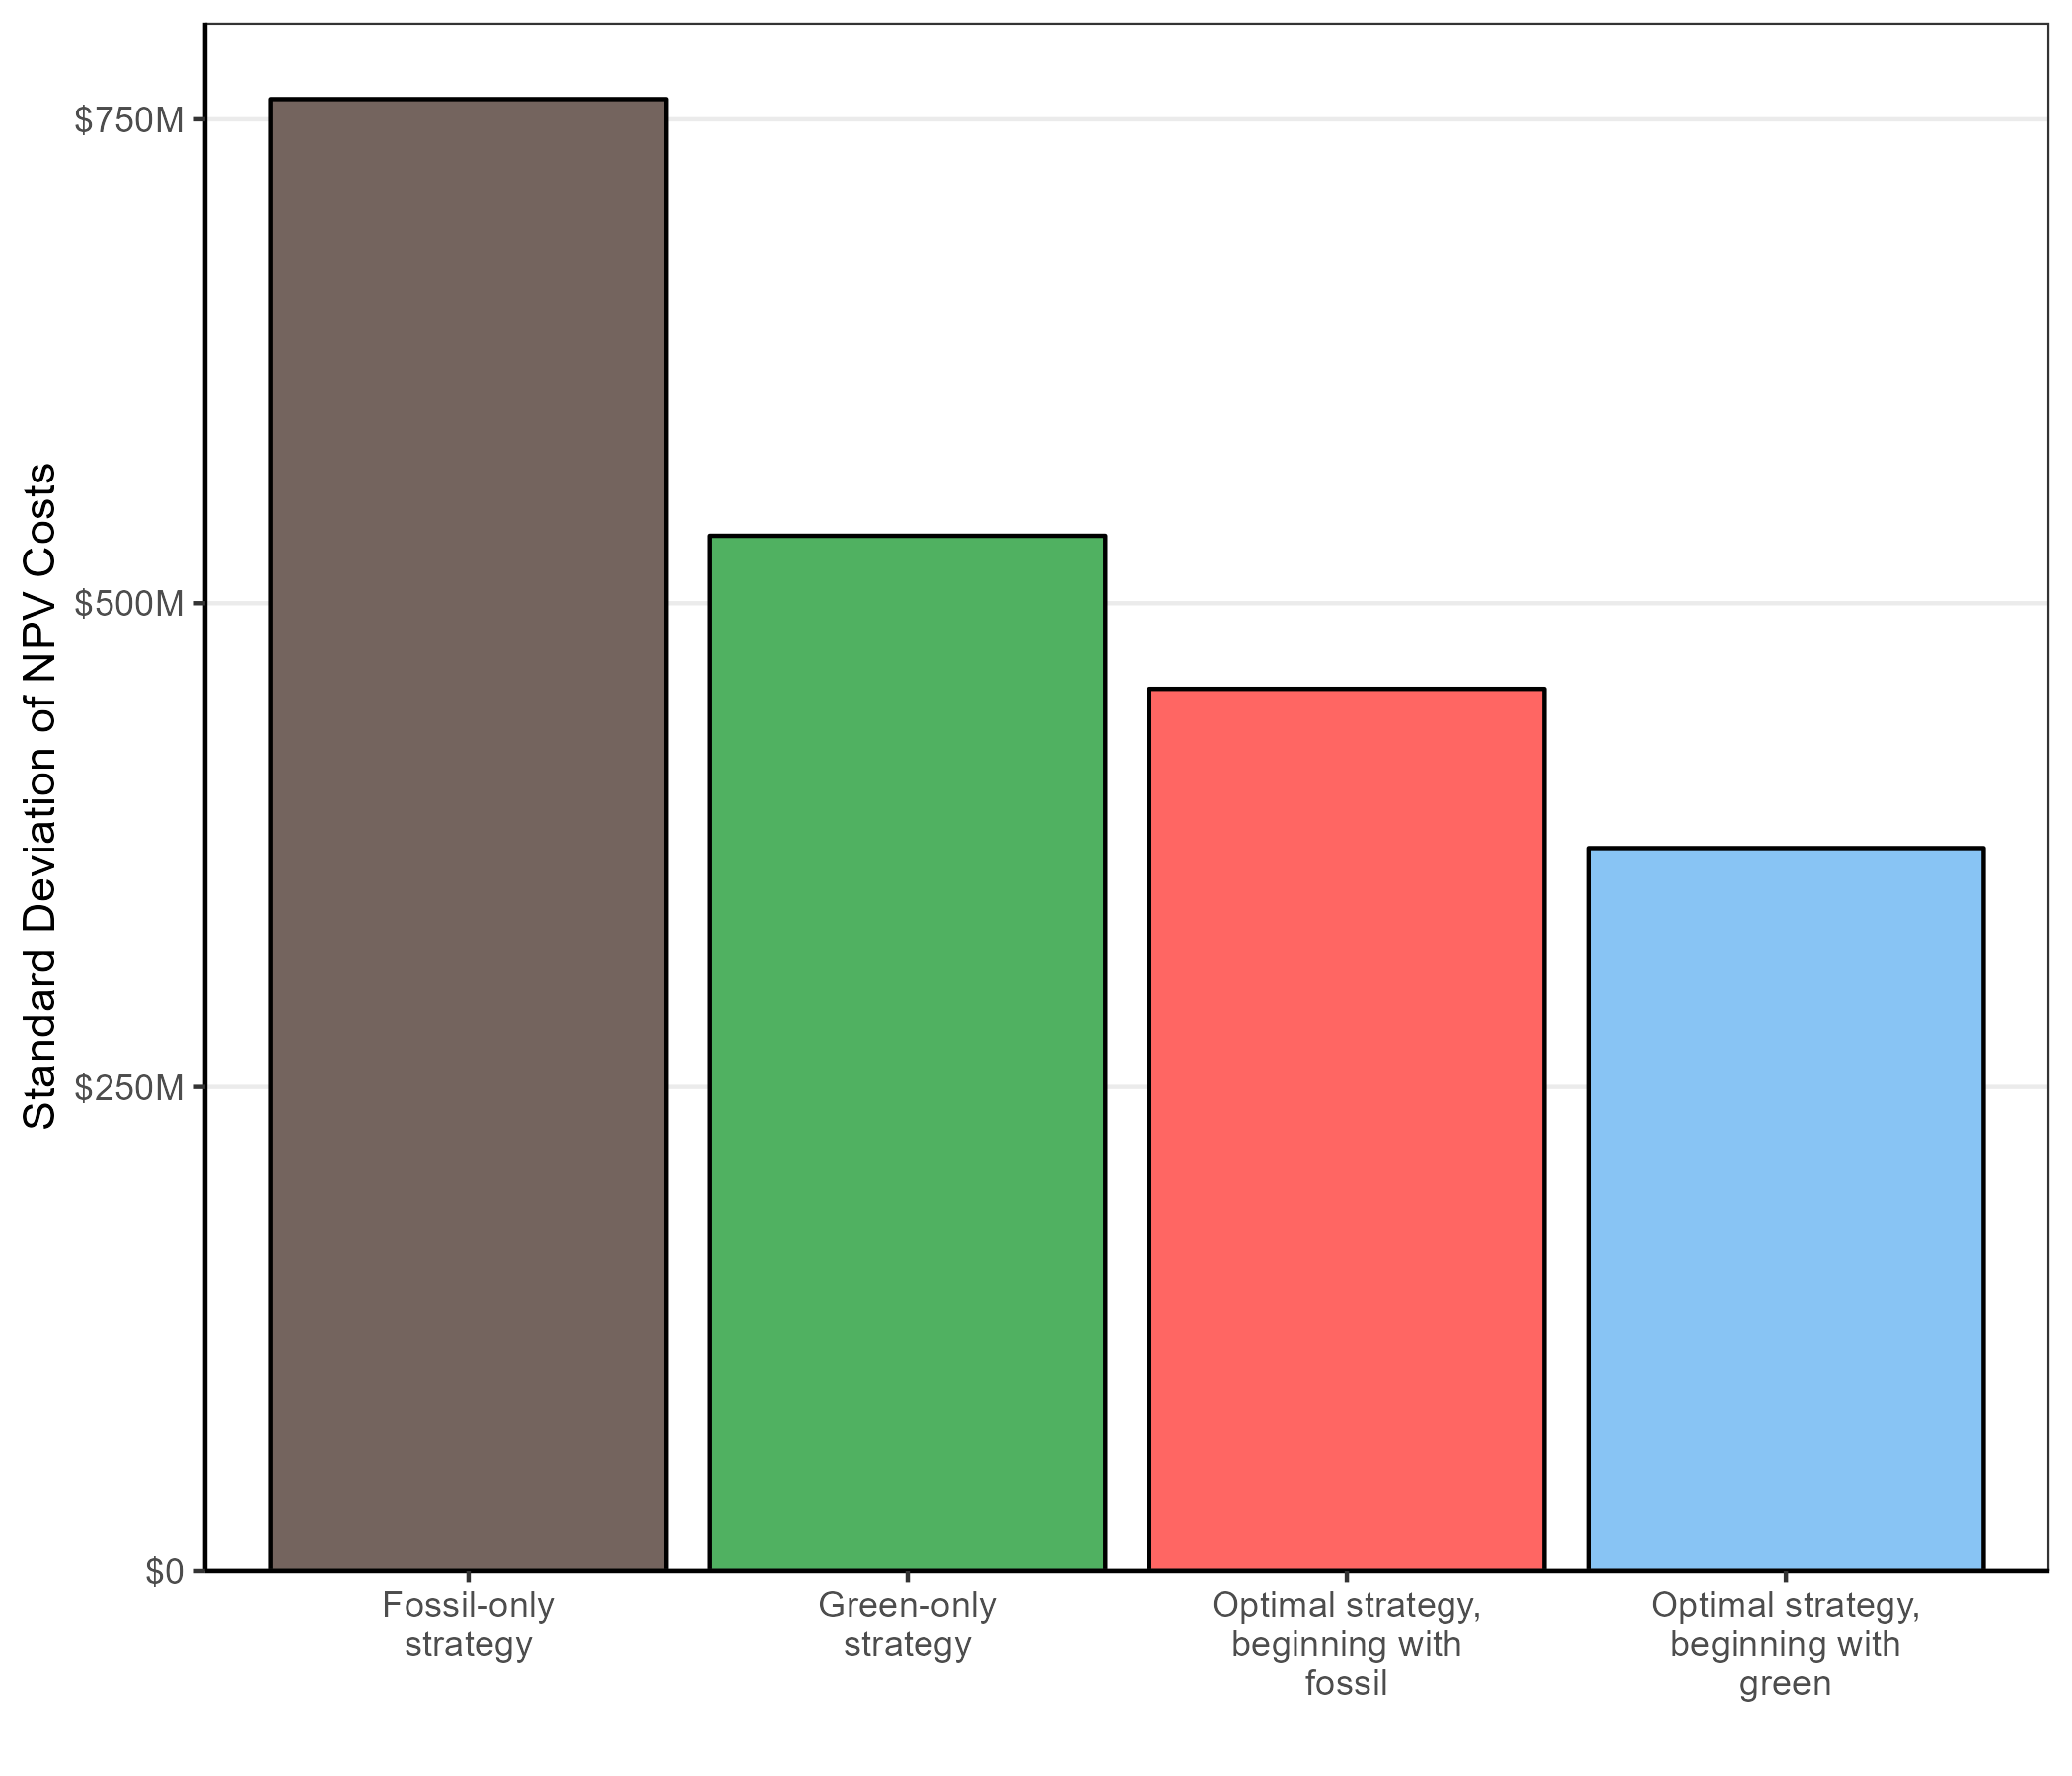 Standard Deviation of NPV Costs
$750M
$500M
$250M
$0
Fossil-only
strategy
Green-only
strategy
Optimal strategy,
beginning with
fossil
Optimal strategy,
beginning with
green